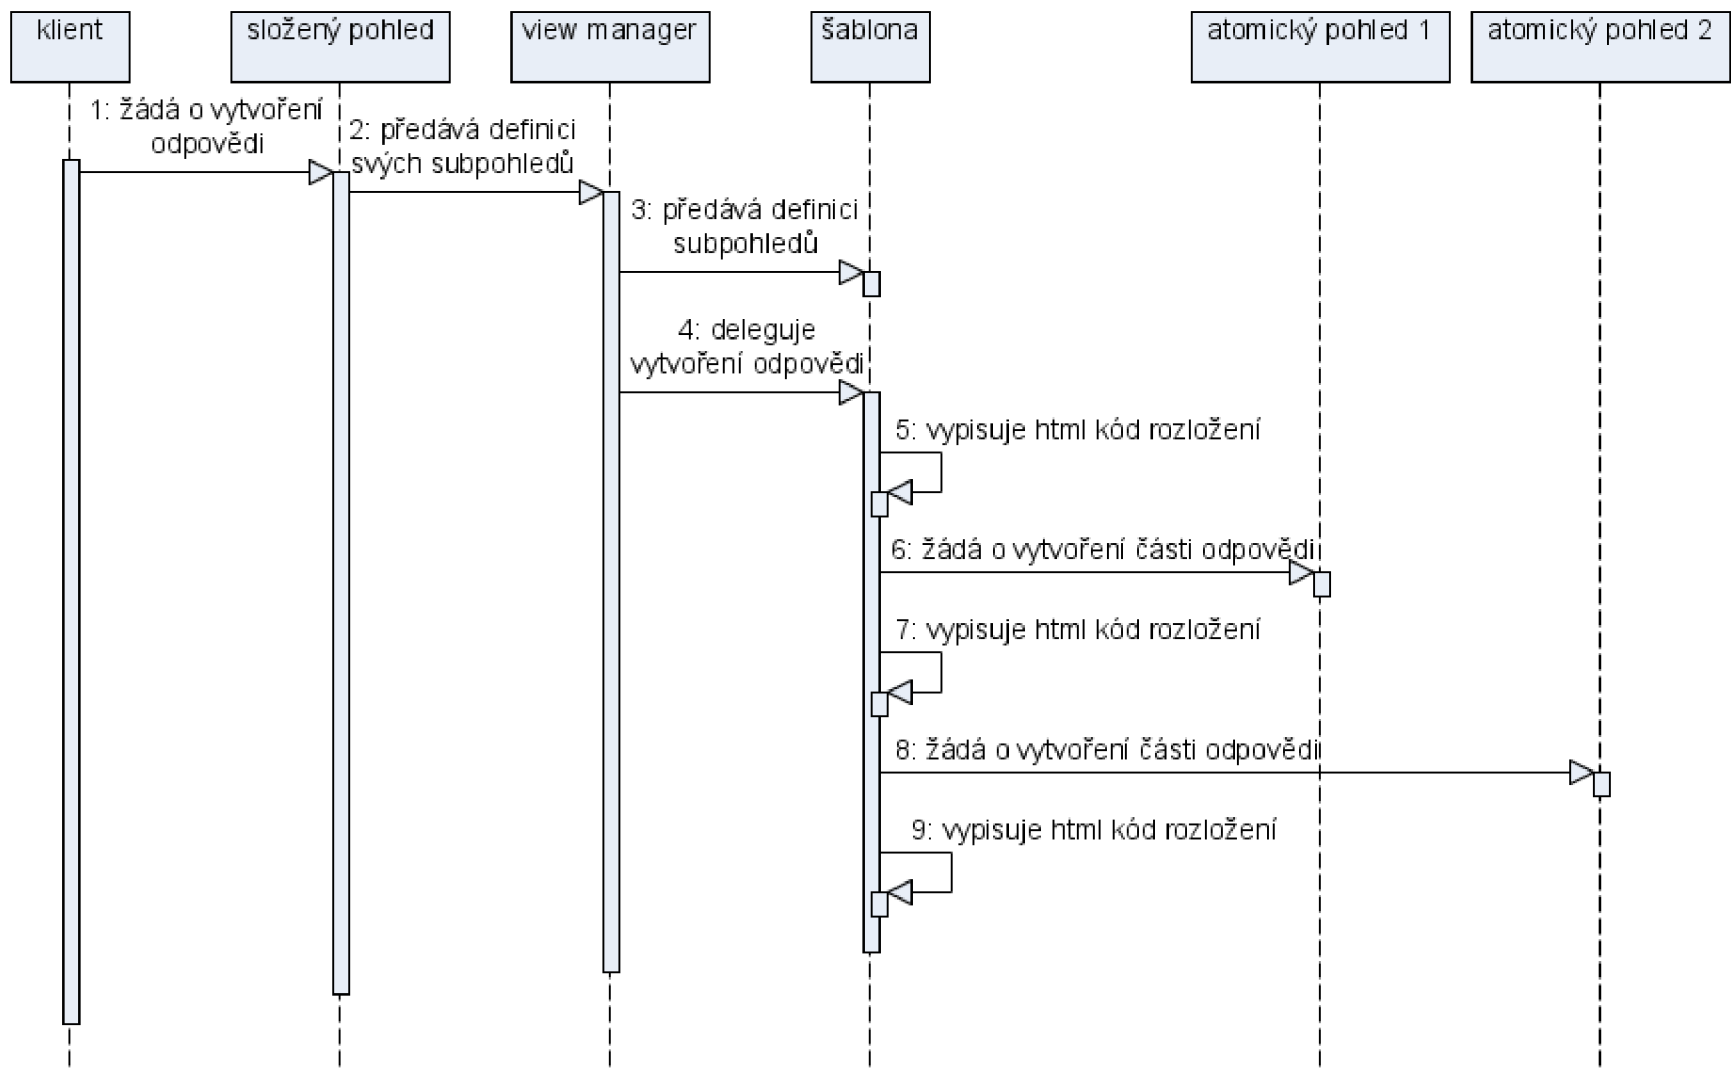 klient
složený pohled
view manager
šablona
atomický pohled 1
atomický pohled 2
1: žádá o vytvoření
odpovědi
2: předává definici
svých subpohledů
3: předává definici
subpohledů
4: deleguje
vytvoření odpovědi
5: vypisuje html kód rozložení
6: žádá o vytvoření části odpovědi
7: vypisuje html kód rozložení
8: žádá o vytvoření části odpovědi
9: vypisuje html kód rozložení